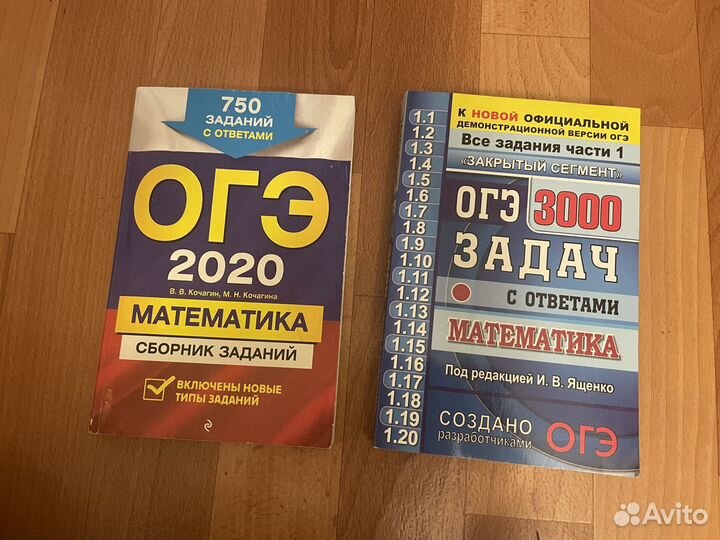 750
ЗАДАНИЙ
С ОТВЕТАМИ
ОГЭ
2020
В. В. Кочагин, М. Н. Кочагина
МАТЕМАТИКА
СБОРНИК ЗАДАНИЙ
ВКЛЮЧЕНЫ НОВЫЕ
ТИПЫ ЗАДАНИЙ
1.1
1.2
1.3
1.4
1.5
1.6
1.7
1.8
1.9
1.10
1.11
1.12
1.13
1.14
1.15
1.16
1.17
1.18
1.19
1.20
К НОВОЙ ОФИЦИАЛЬНОЙ
ДЕМОНСТРАЦИОННОЙ ВЕРСИИ ОГЭ
Все задания части 1
«ЗАКРЫТЫЙ СЕГМЕНТ»
ОГЭ 3000
ЗАДАЧ
С ОТВЕТАМИ
МАТЕМАТИКА
Под редакцией И. В. Ященко
СОЗДАНО
разработчиками ОГЭ
Avito